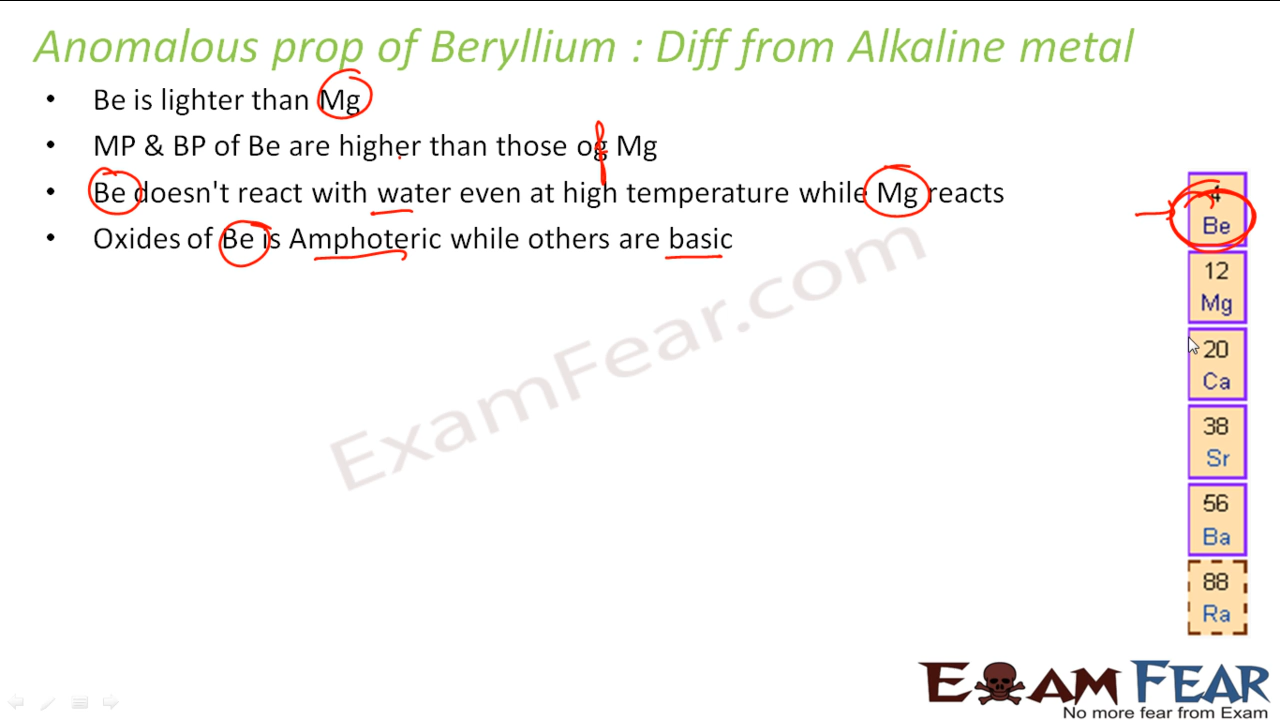 Anomalous prop of Beryllium : Diff from Alkaline metal
• Be is lighter than Mg
• MP & BP of Be are higher than those og Mg
• Be doesn't react with water even at high temperature while Mg reacts
• Oxides of Be is Amphoteric while others are basic
4
Be
12
Mg
20
Ca
38
Sr
56
Ba
88
Ra
ExamFear.com
EXAM FEAR
No more fear from Exam